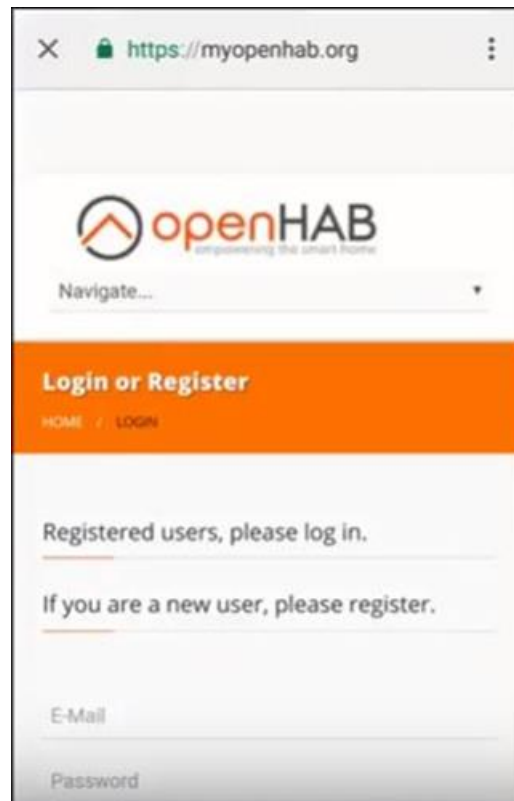 https://myopenhab.org
openHAB
empowering the smart home
Navigate...
Login or Register
HOME / LOGIN
Registered users, please log in.
If you are a new user, please register.
E-Mail
Password